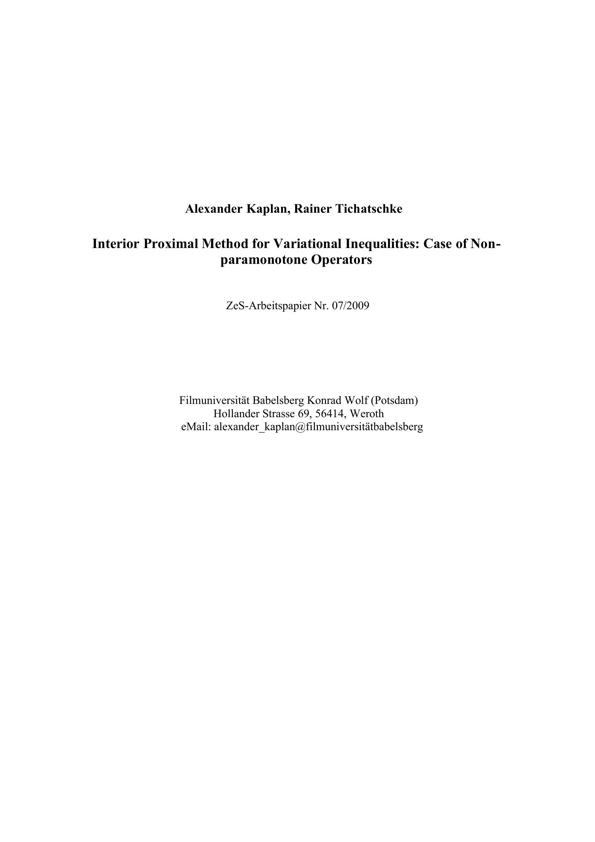 Alexander Kaplan, Rainer Tichatschke
Interior Proximal Method for Variational Inequalities: Case of Non-
paramonotone Operators
ZeS-Arbeitspapier Nr. 07/2009
Filmuniversität Babelsberg Konrad Wolf (Potsdam)
Hollander Strasse 69, 56414, Weroth
eMail: alexander_kaplan@filmuniversitätbabelsberg